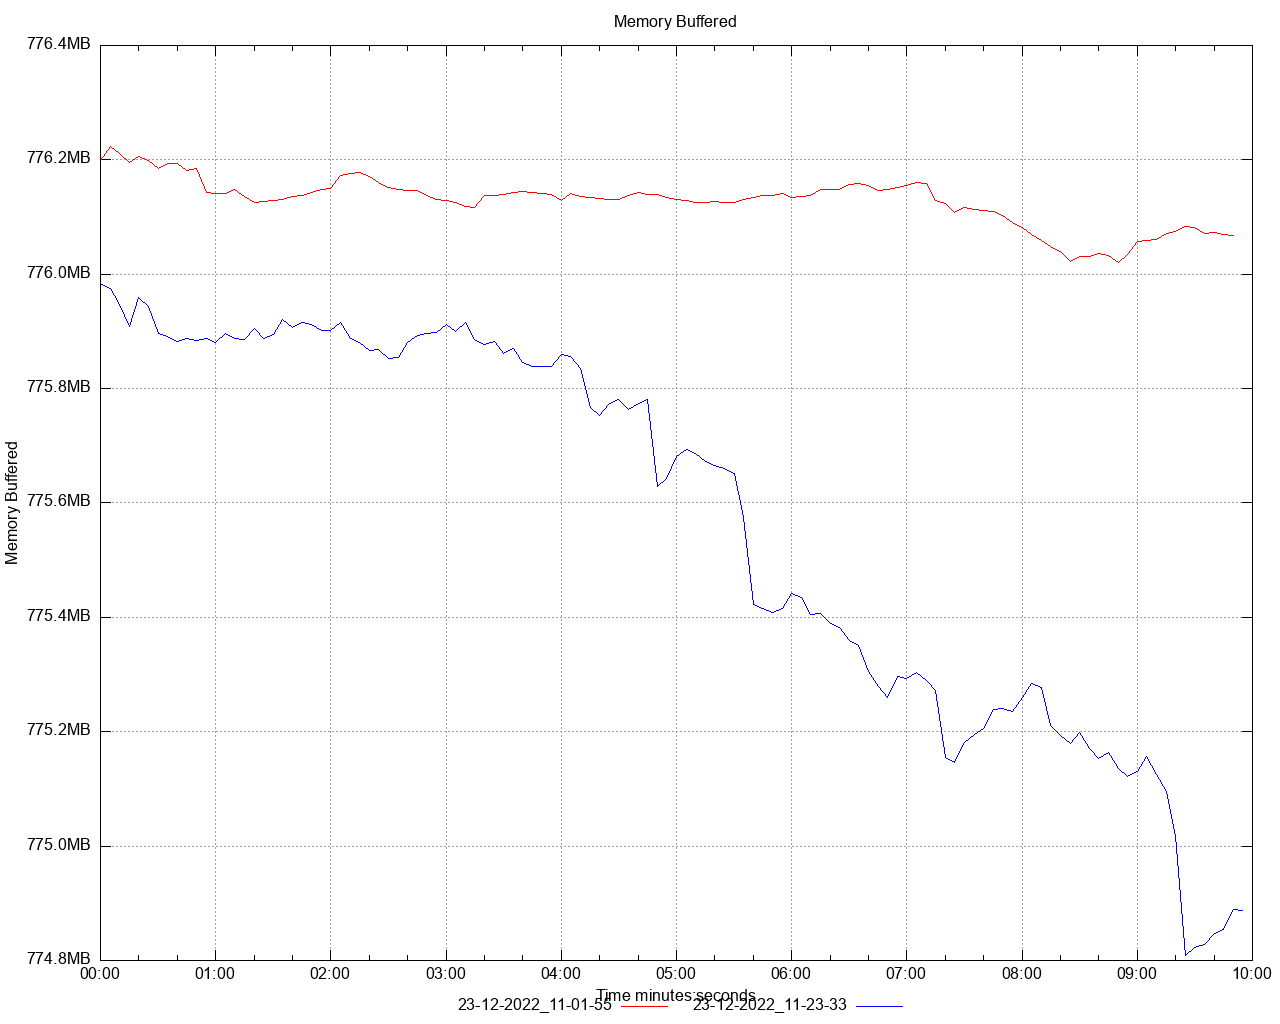 Memory Buffered
776.4MB
776.2MB
776.0MB
775.8MB
775.6MB
775.4MB
775.2MB
775.0MB
774.8MB
Memory Buffered
00:00 01:00 02:00 03:00 04:00 05:00 06:00 07:00 08:00 09:00 10:00
Time minutes:seconds
23-12-2022_11-01-55 23-12-2022_11-23-33